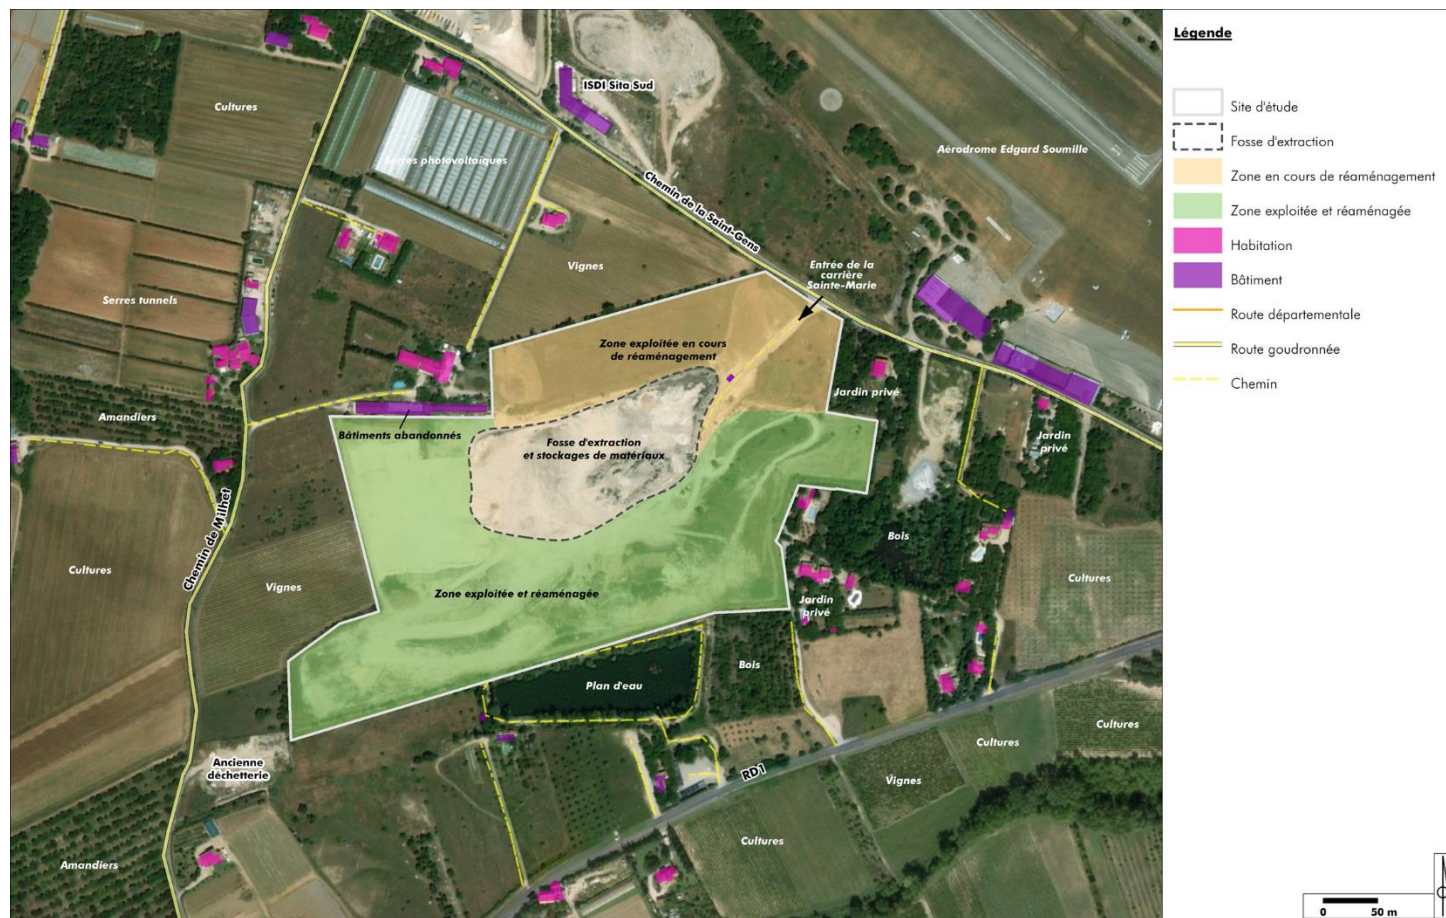 Légende
Site d'étude
Fosse d'extraction
Zone en cours de réaménagement
Zone exploitée et réaménagée
Habitation
Bâtiment
Route départementale
Route goudronnée
Chemin
0
50 m
ISDI Sita Sud
Cultures
Aérodrome Edgard Soumille
Serres photovoltaïques
Chemin de la Saint-Gens
Vignes
Entrée de la
carrière
Sainte-Marie
Serres tunnels
Zone exploitée en cours
de réaménagement
Jardin privé
Amandiers
Bâtiments abandonnés
Fosse d'extraction
et stockages de matériaux
Jardin
privé
Chemin de Milhet
Bois
Cultures
Vignes
Zone exploitée et réaménagée
Cultures
Jardin
privé
Bois
Plan d'eau
Cultures
Cultures
Ancienne
déchetterie
RD1
Vignes
Cultures
Amandiers